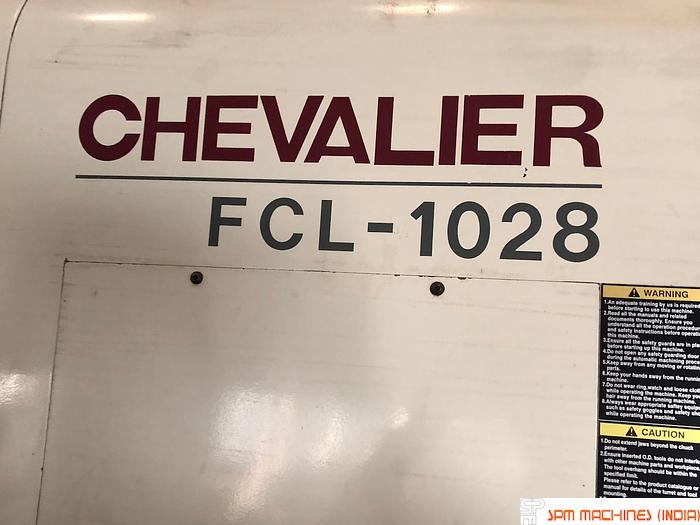 CHEVALIER
FCL-1028
WARNING
1.An adequate training by us is required
before starting to use this machine.
2.Read all the manuals and related
documents thoroughly. Ensure you
understand all the operation procedure
and safety instructions before operati
this machine.
3.Ensure all the safety guards are in pla
before starting up this machine.
4.Do not open any safety guarding door
during the automatic machining proce
5.Keep away from any moving or rotatin
parts.
6.Keep your hands away from the runnin
machine.
7.Do not wear ring,watch and loose cloth
while operating the machine. Keep you
hair away from the running machine.
8.Always wear appropriate saftey equip
such as safety goggles and safety sho
while operating the machine.
CAUTION
1.Do not extend jaws beyond the chuck
perimeter.
2.Ensure inserted O.D. tools do not interfe
with other machine parts and workpiec
The tool overhang should be within the
specified limit.
Please refer to the product catalogue or
manual for details of the turret and tool
mounting.
SPM MACHINES (INDIA)